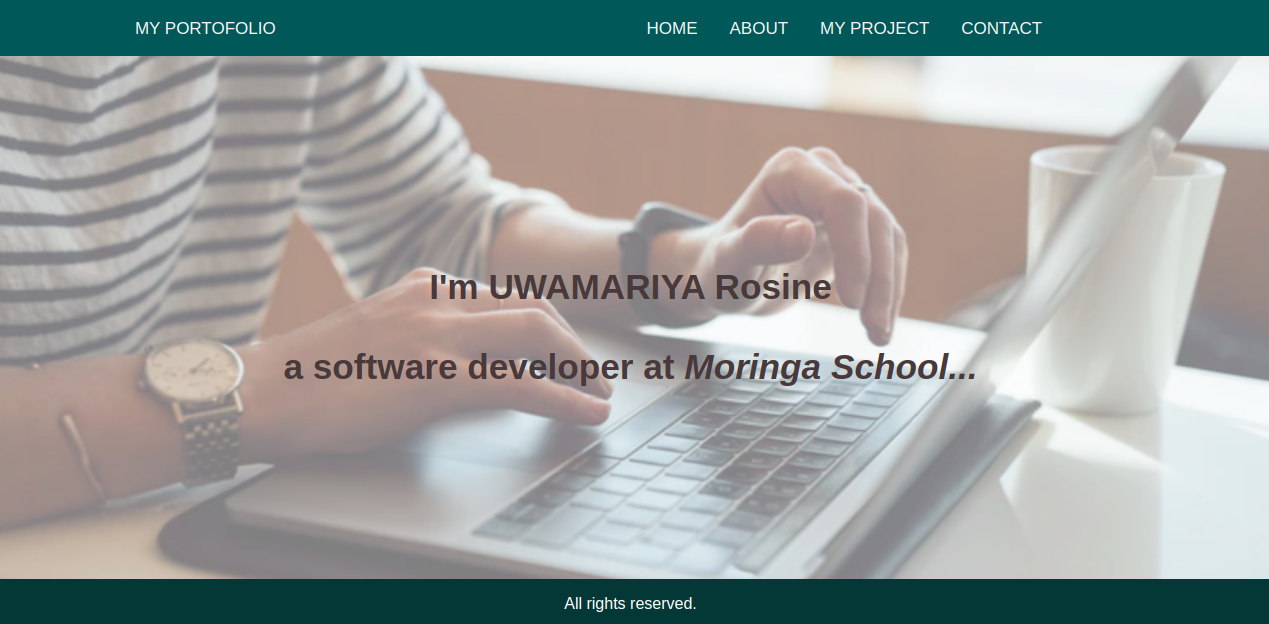 MY PORTOFOLIO HOME ABOUT MY PROJECT CONTACT
I'm UWAMARIYA Rosine
a software developer at Moringa School...
All rights reserved.